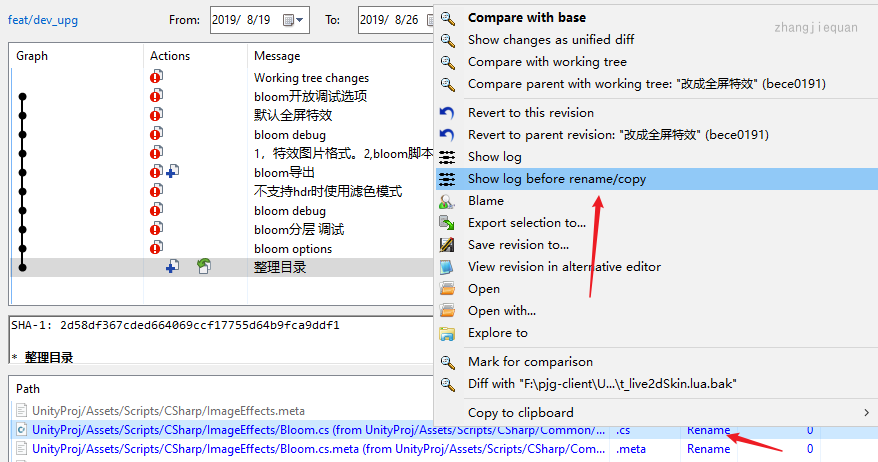 feat/dev_upg From: 2019/ 8/19 To: 2019/ 8/26
Graph Actions Message
Working tree changes
bloom开放调试选项
默认全屏特效
bloom debug
1，特效图片格式。2,bloom脚本
bloom导出
不支持hdr时使用滤色模式
bloom debug
bloom分层 调试
bloom options
整理目录
SHA-1: 2d58df367cded664069ccf17755d64b9fca9ddf1
* 整理目录
Path
UnityProj/Assets/Scripts/CSharp/ImageEffects.meta
UnityProj/Assets/Scripts/CSharp/ImageEffects/Bloom.cs (from UnityProj/Assets/Scripts/CSharp/Common/... .cs Rename 0
UnityProj/Assets/Scripts/CSharp/ImageEffects/Bloom.cs.meta (from UnityProj/Assets/Scripts/CSharp/Com... .meta Rename 0
Compare with base
zhangjiequan
Show changes as unified diff
Compare with working tree
Compare parent with working tree: "改成全屏特效" (bece0191)
Revert to this revision
Revert to parent revision: "改成全屏特效" (bece0191)
Show log
Show log before rename/copy
Blame
Export selection to...
Save revision to...
View revision in alternative editor
Open
Open with...
Explore to
Mark for comparison
Diff with "F:\pjg-client\U...\t_live2dSkin.lua.bak"
Copy to clipboard